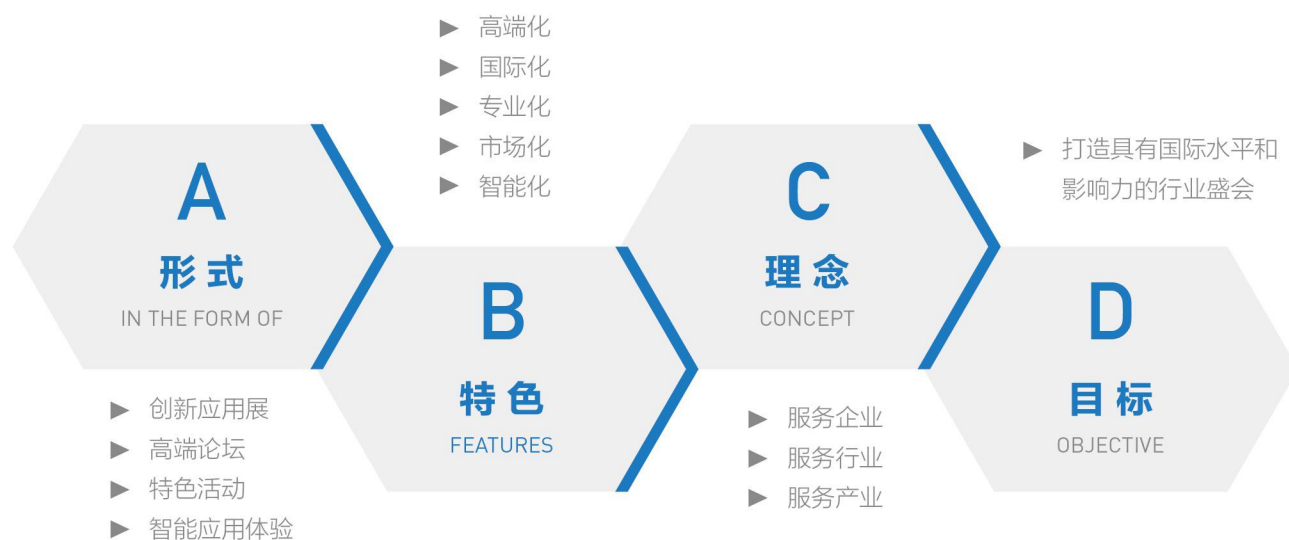 A
形式
IN THE FORM OF
▶ 创新应用展
▶ 高端论坛
▶ 特色活动
▶ 智能应用体验
▶ 高端化
▶ 国际化
▶ 专业化
▶ 市场化
▶ 智能化
B
特色
FEATURES
C
理念
CONCEPT
▶ 服务企业
▶ 服务行业
▶ 服务产业
▶ 打造具有国际水平和
影响力的行业盛会
D
目标
OBJECTIVE